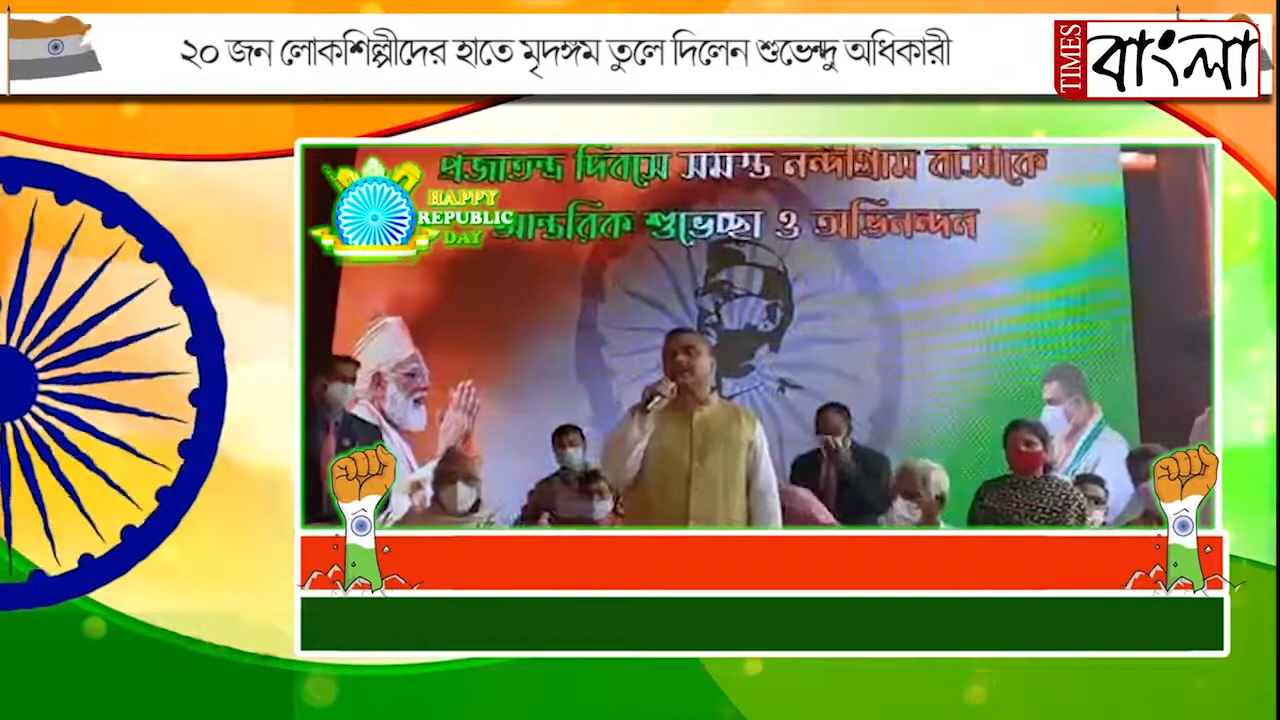 ২০ জন লোকশিল্পীদের হাতে মৃদঙ্গম তুলে দিলেন শুভেন্দু অধিকারী
TIMES
বাংলা
প্রজাতন্ত্র দিবসে সমস্ত নন্দীগ্রাম বাসীকে
আন্তরিক শুভেচ্ছা ও অভিনন্দন
HAPPY
REPUBLIC
DAY